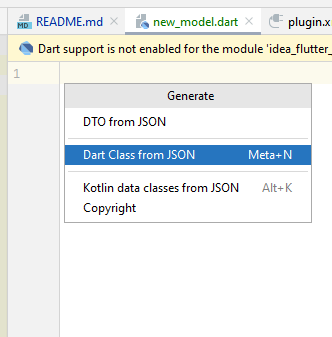 README.md
new_model.dart
plugin.x
Dart support is not enabled for the module 'idea_flutter_
1
Generate
DTO from JSON
Dart Class from JSON Meta+N
Kotlin data classes from JSON Alt+K
Copyright